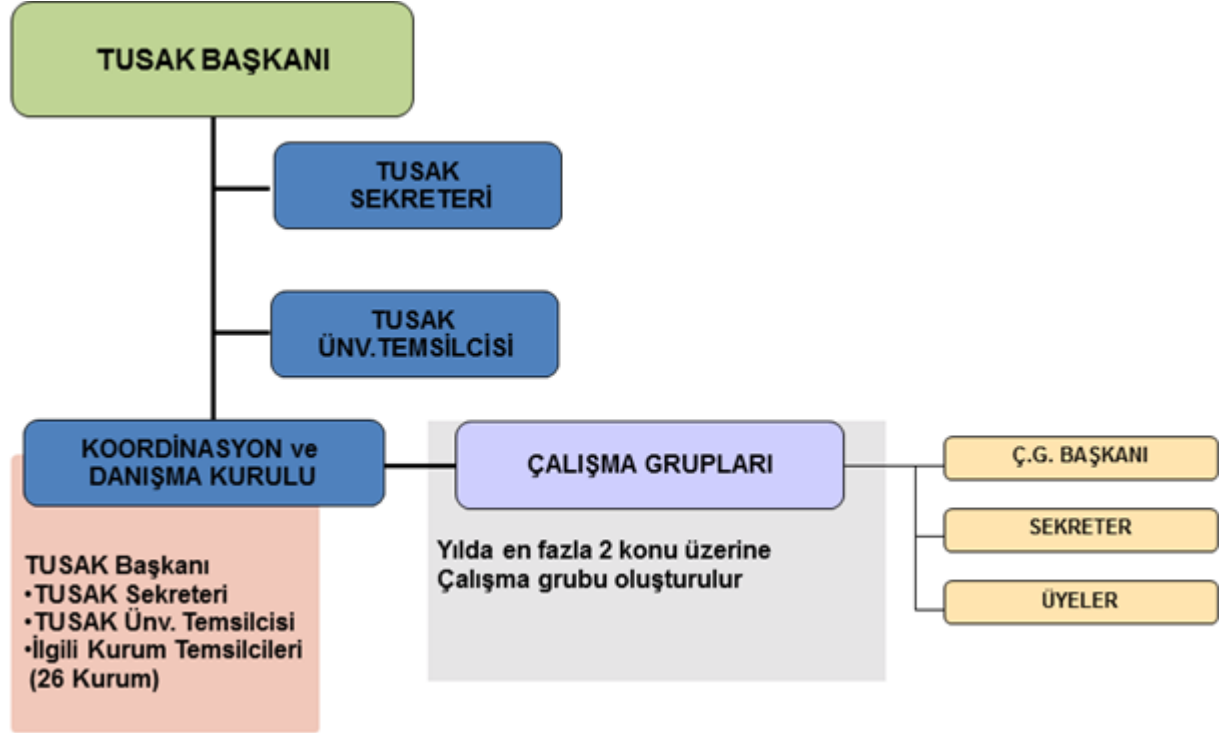 TUSAK BAŞKANI
TUSAK
SEKRETERİ
TUSAK
ÜNV.TEMSİLCİSİ
KOORDİNASYON ve
DANIŞMA KURULU
TUSAK Başkanı
•TUSAK Sekreteri
•TUSAK Ünv. Temsilcisi
•İlgili Kurum Temsilcileri
(26 Kurum)
ÇALIŞMA GRUPLARI
Yılda en fazla 2 konu üzerine
Çalışma grubu oluşturulur
Ç.G. BAŞKANI
SEKRETER
ÜYELER